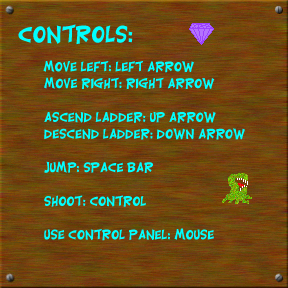 CONTROLS:
MOVE LEFT: LEFT ARROW
MOVE RIGHT: RIGHT ARROW
ASCEND LADDER: UP ARROW
DESCEND LADDER: DOWN ARROW
JUMP: SPACE BAR
SHOOT: CONTROL
USE CONTROL PANEL: MOUSE